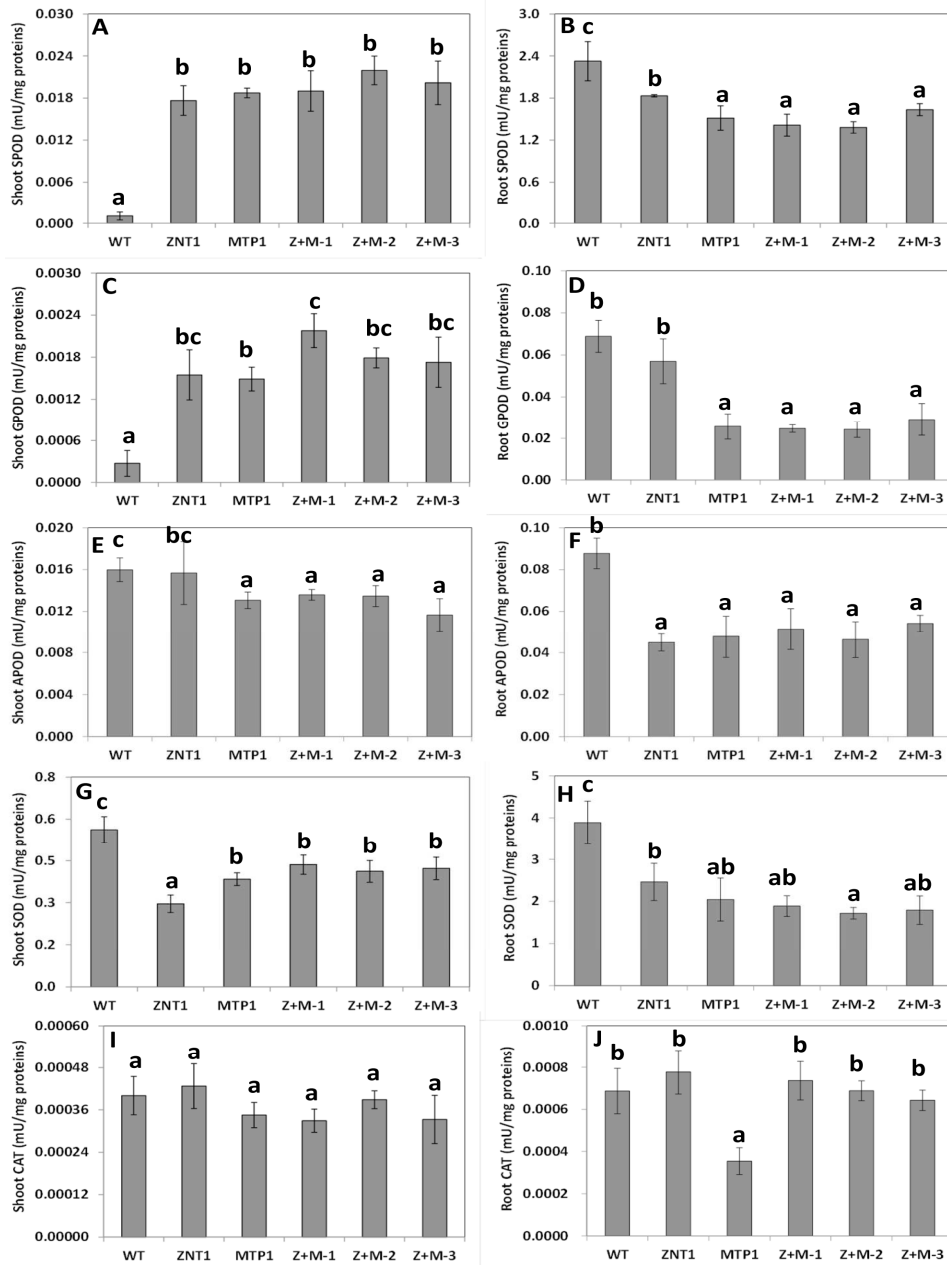 A
Shoot SPOD (mU/mg proteins)
0.030
0.024
0.018
0.012
0.006
0.000
a
b
b
b
b
b
WT
ZNT1
MTP1
Z+M-1
Z+M-2
Z+M-3
B
Root SPOD (mU/mg proteins)
3.0
2.4
1.8
1.2
0.6
0.0
c
b
a
a
a
a
WT
ZNT1
MTP1
Z+M-1
Z+M-2
Z+M-3
C
Shoot GPOD (mU/mg proteins)
0.0030
0.0024
0.0018
0.0012
0.0006
0.0000
a
bc
b
c
bc
bc
WT
ZNT1
MTP1
Z+M-1
Z+M-2
Z+M-3
D
Root GPOD (mU/mg proteins)
0.10
0.08
0.06
0.04
0.02
0.00
b
b
a
a
a
a
WT
ZNT1
MTP1
Z+M-1
Z+M-2
Z+M-3
E
Shoot APOD (mU/mg proteins)
0.020
0.016
0.012
0.008
0.004
0.000
c
bc
a
a
a
a
WT
ZNT1
MTP1
Z+M-1
Z+M-2
Z+M-3
F
Root APOD (mU/mg proteins)
0.10
0.08
0.06
0.04
0.02
0.00
b
a
a
a
a
a
WT
ZNT1
MTP1
Z+M-1
Z+M-2
Z+M-3
G
Shoot SOD (mU/mg proteins)
0.8
0.6
0.5
0.3
0.2
0.0
c
a
b
b
b
b
WT
ZNT1
MTP1
Z+M-1
Z+M-2
Z+M-3
H
Root SOD (mU/mg proteins)
5
4
3
2
1
0
c
b
ab
ab
a
ab
WT
ZNT1
MTP1
Z+M-1
Z+M-2
Z+M-3
I
Shoot CAT (mU/mg proteins)
0.00060
0.00048
0.00036
0.00024
0.00012
0.00000
a
a
a
a
a
a
WT
ZNT1
MTP1
Z+M-1
Z+M-2
Z+M-3
J
Root CAT (mU/mg proteins)
0.0010
0.0008
0.0006
0.0004
0.0002
0.0000
b
b
a
b
b
b
WT
ZNT1
MTP1
Z+M-1
Z+M-2
Z+M-3